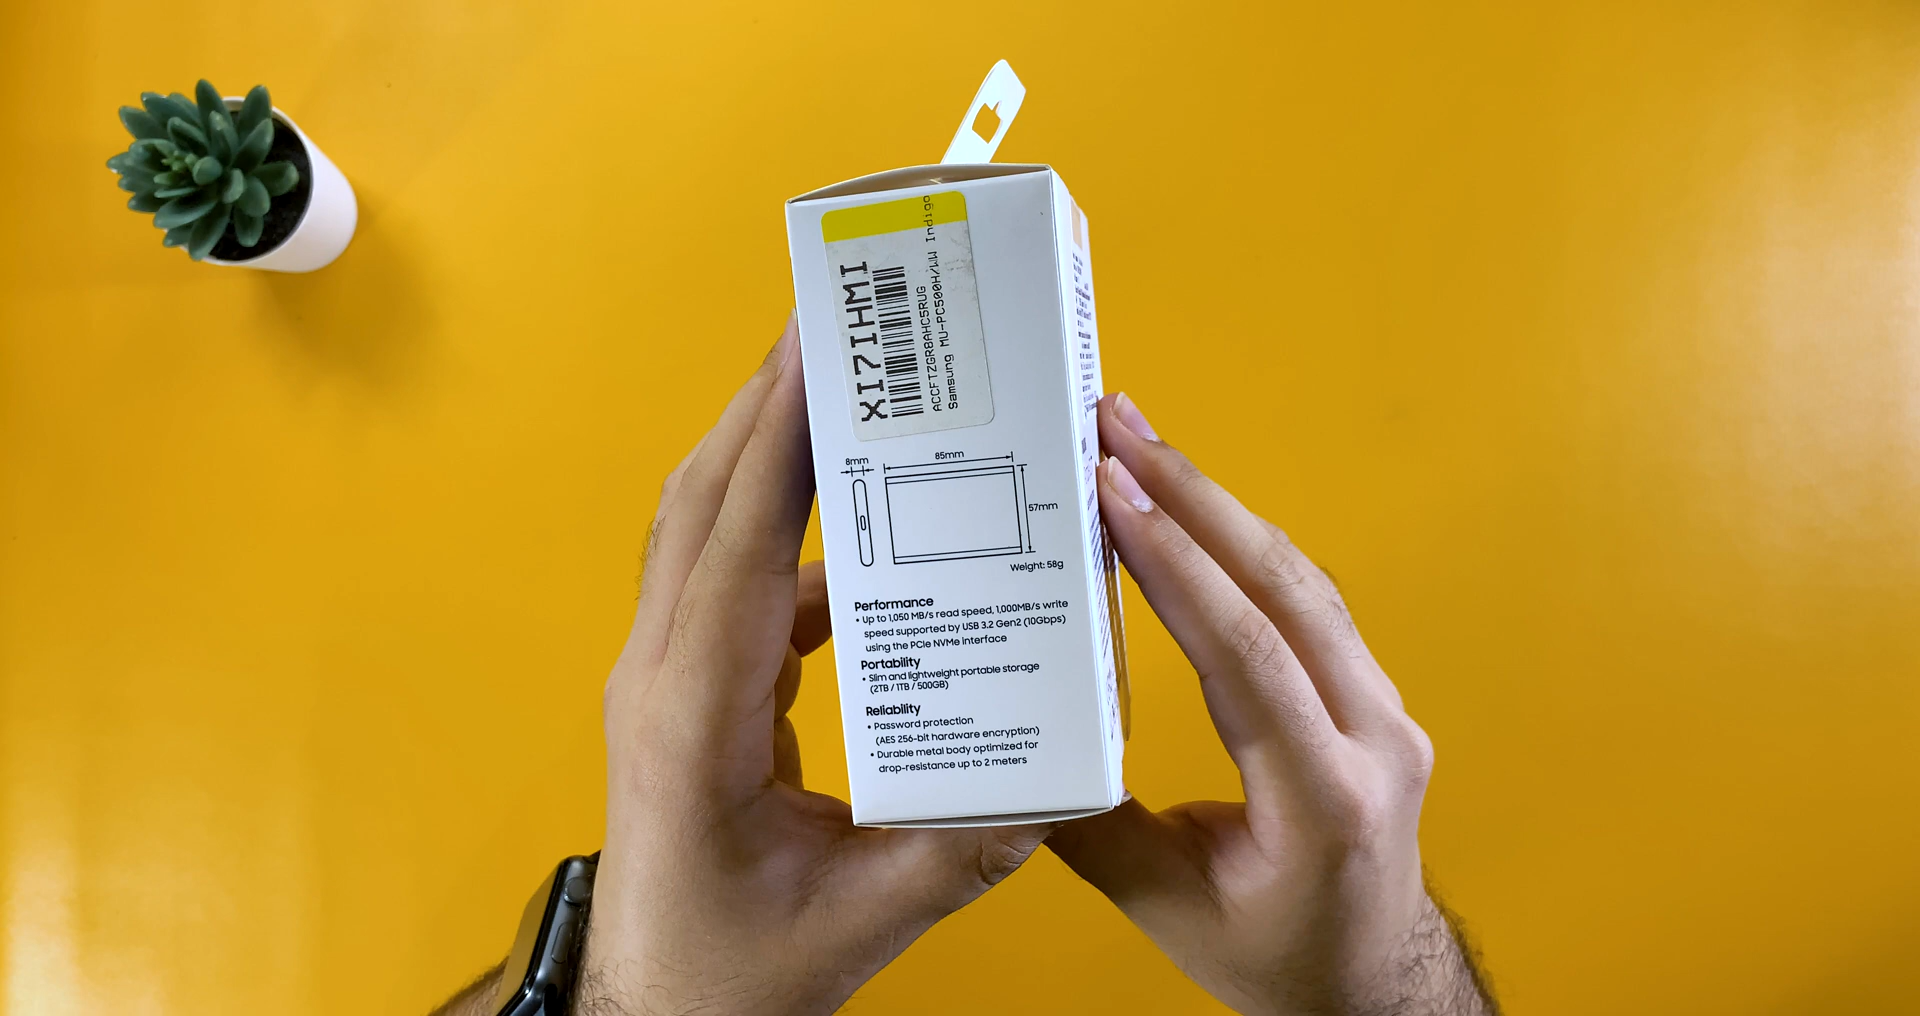 XI7IHMI
ACCFTZGR8AHC5RUG
Samsung MU-PC500H/WW Indigo
8mm
85mm
57mm
Weight: 58g
Performance
• Up to 1,050 MB/s read speed, 1,000MB/s write
speed supported by USB 3.2 Gen2 (10Gbps)
using the PCIe NVMe interface
Portability
• Slim and lightweight portable storage
(2TB / 1TB / 500GB)
Reliability
• Password protection
(AES 256-bit hardware encryption)
• Durable metal body optimized for
drop-resistance up to 2 meters